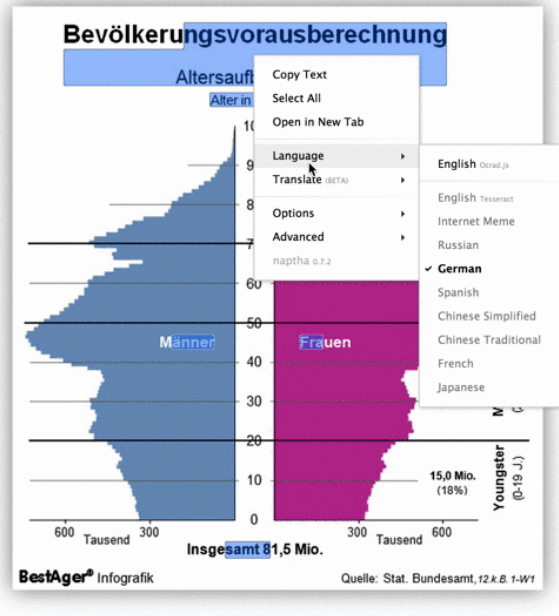 Bevölkerungsvorausberechnung
Altersaufb
Alter in
Copy Text
Select All
Open in New Tab
Language
Translate (BETA)
Options
Advanced
naptha 0.7.2
English Ocrad.js
English Tesseract
Internet Meme
Russian
✓ German
Spanish
Chinese Simplified
Chinese Traditional
French
Japanese
10
9
8
7
60
50
40
30
20
10
0
Männer
Frauen
15,0 Mio.
(18%)
Youngster
(0-19 J.)
600 Tausend 300
300 Tausend 600
Insgesamt 81,5 Mio.
BestAger® Infografik
Quelle: Stat. Bundesamt, 12.k.B. 1-W1